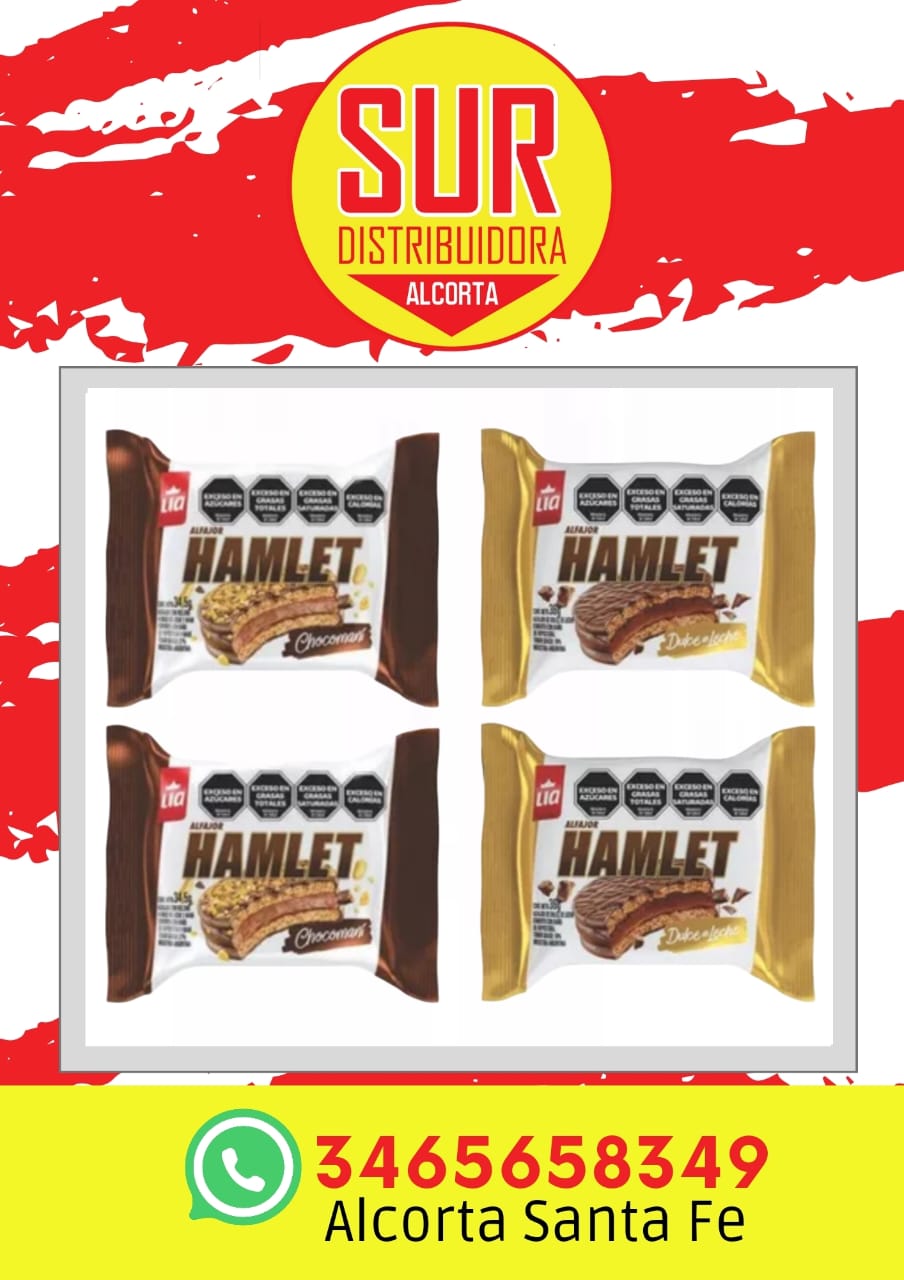 SUR
DISTRIBUIDORA
ALCORTA
LIA
EXCESO EN AZÚCARES
EXCESO EN GRASAS TOTALES
EXCESO EN GRASAS SATURADAS
EXCESO EN CALORÍAS
ALFAJOR
HAMLET
34,5g
Chocomaní
LIA
EXCESO EN AZÚCARES
EXCESO EN GRASAS TOTALES
EXCESO EN GRASAS SATURADAS
EXCESO EN CALORÍAS
ALFAJOR
HAMLET
Dulce de Leche
LIA
EXCESO EN AZÚCARES
EXCESO EN GRASAS TOTALES
EXCESO EN GRASAS SATURADAS
EXCESO EN CALORÍAS
ALFAJOR
HAMLET
34,5g
Chocomaní
LIA
EXCESO EN AZÚCARES
EXCESO EN GRASAS TOTALES
EXCESO EN GRASAS SATURADAS
EXCESO EN CALORÍAS
ALFAJOR
HAMLET
Dulce de Leche
3465658349
Alcorta Santa Fe